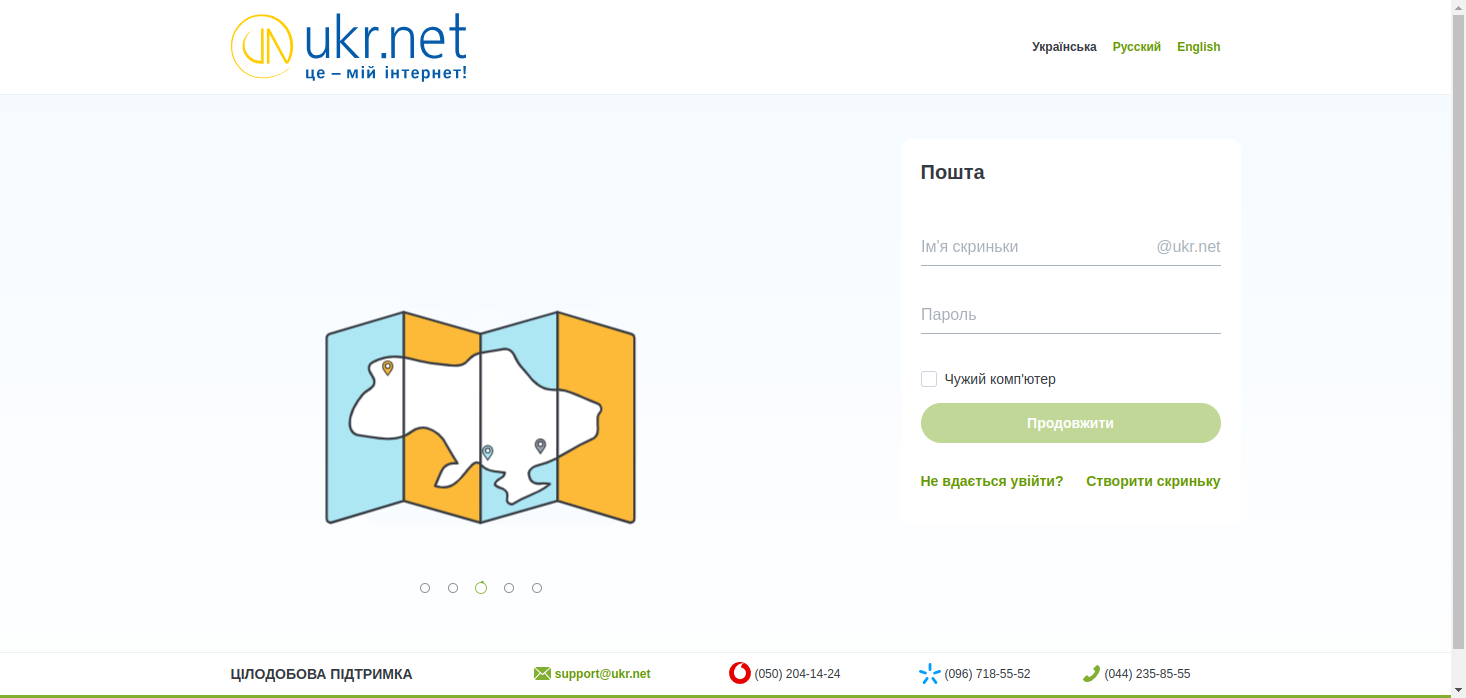 ukr.net
це – мій інтернет!
Українська Русский English
Пошта
Ім'я скриньки @ukr.net
Пароль
Чужий комп'ютер
Продовжити
Не вдається увійти? Створити скриньку
ЦІЛОДОБОВА ПІДТРИМКА support@ukr.net (050) 204-14-24 (096) 718-55-52 (044) 235-85-55